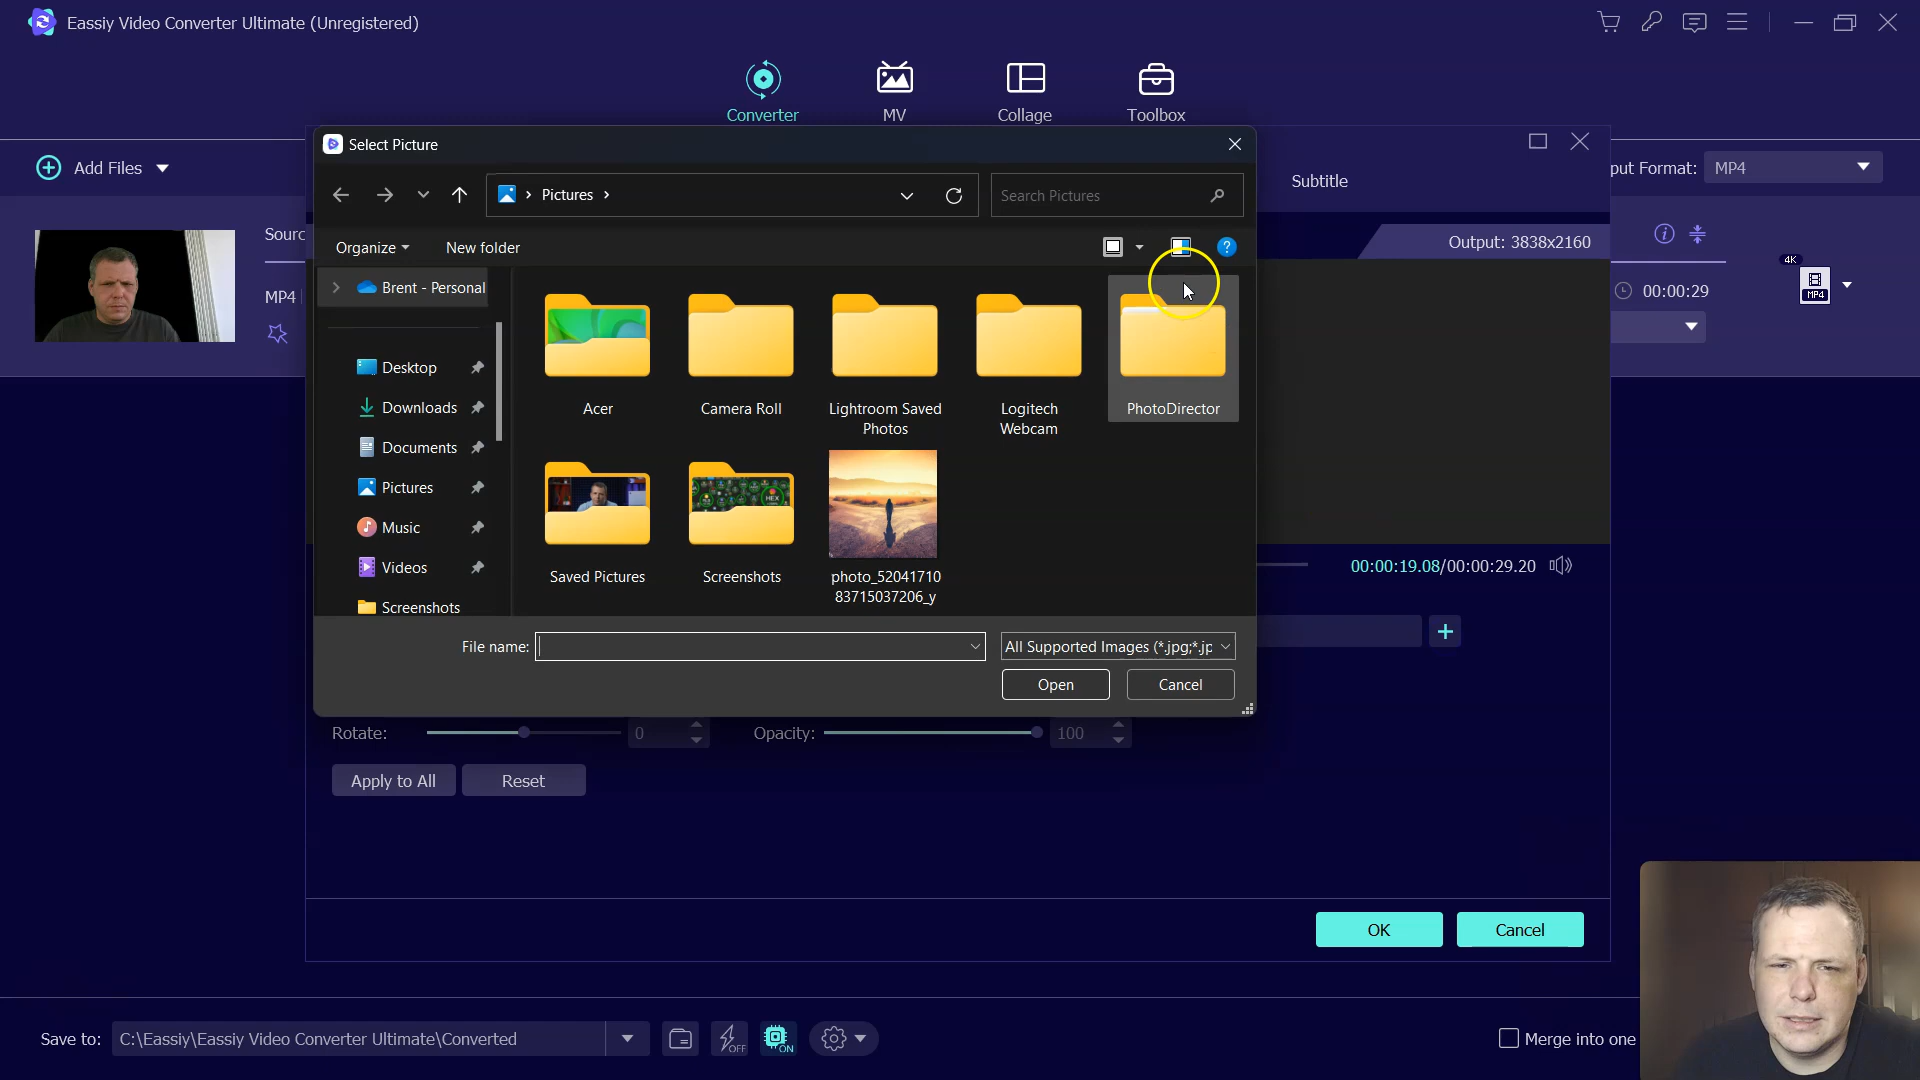 Eassiy Video Converter Ultimate (Unregistered)
Converter
MV
Collage
Toolbox
Select Picture
Add Files
Subtitle
put Format:
MP4
Pictures
Search Pictures
Sourc
Organize
New folder
Output: 3838x2160
MP4
Brent - Personal
00:00:29
4K
MP4
Desktop
Downloads
Documents
Pictures
Music
Videos
Screenshots
Acer
Camera Roll
Lightroom Saved
Photos
Logitech
Webcam
PhotoDirector
Saved Pictures
Screenshots
photo_52041710
83715037206_y
00:00:19.08/00:00:29.20
File name:
All Supported Images (*.jpg;*.jp
Open
Cancel
Rotate:
0
Opacity:
100
Apply to All
Reset
OK
Cancel
Save to:
C:\Eassiy\Eassiy Video Converter Ultimate\Converted
OFF
ON
Merge into one